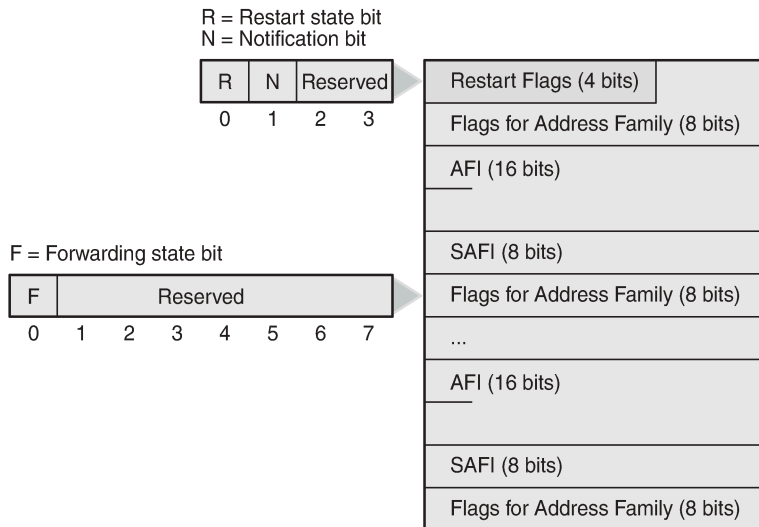 R = Restart state bit
N = Notification bit
R N Reserved
0 1 2 3
Restart Flags (4 bits)
Flags for Address Family (8 bits)
AFI (16 bits)
SAFI (8 bits)
F = Forwarding state bit
F Reserved
0 1 2 3 4 5 6 7
Flags for Address Family (8 bits)
...
AFI (16 bits)
SAFI (8 bits)
Flags for Address Family (8 bits)